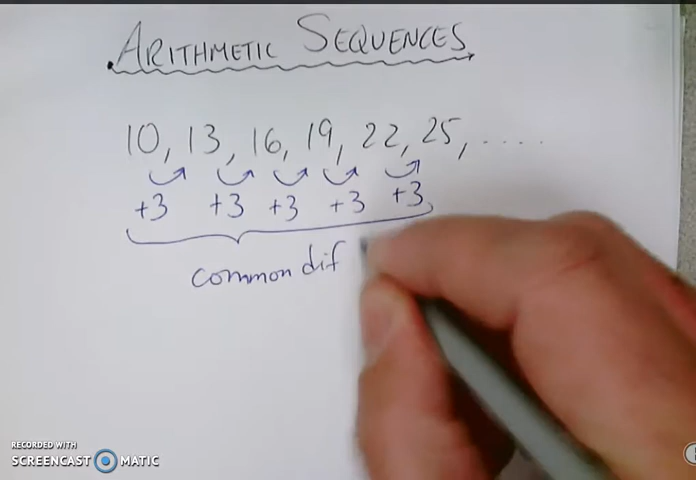 ARITHMETIC SEQUENCES
10, 13, 16, 19, 22, 25, ....
+3 +3 +3 +3 +3
common dif
RECORDED WITH
SCREENCAST MATIC